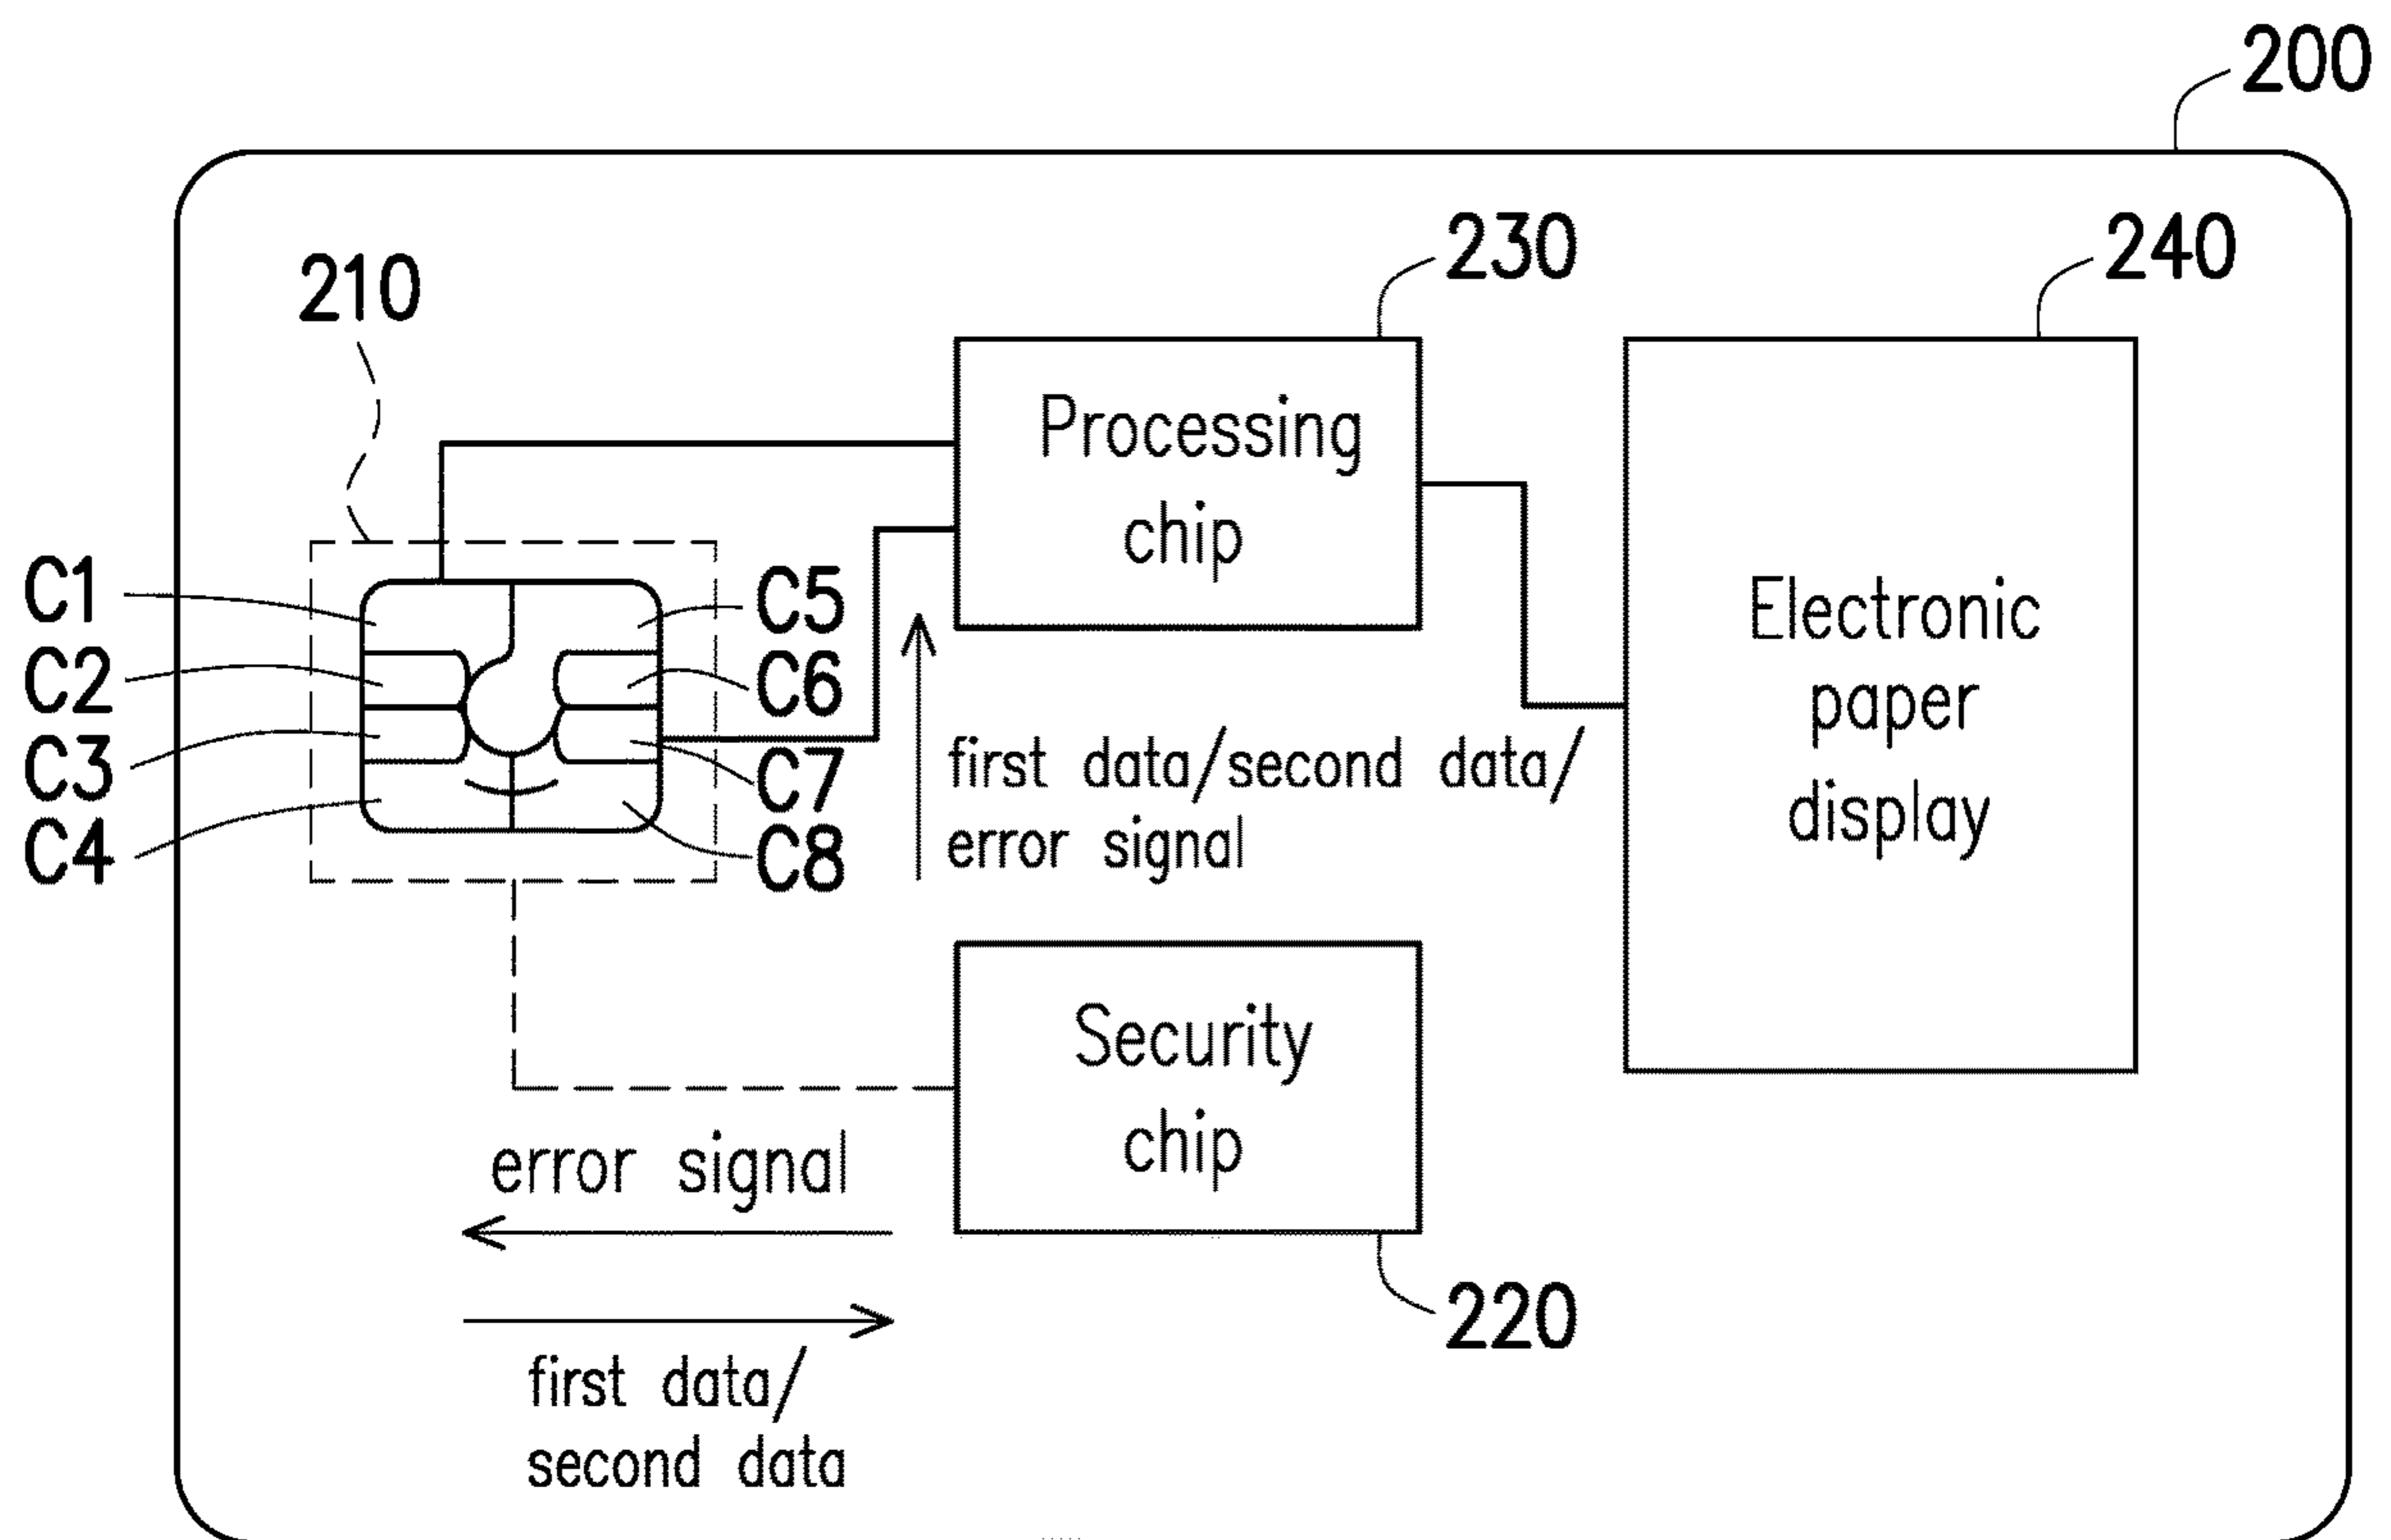 200
230
240
210
Processing
chip
C1
C2
C3
C4
C5
C6
C7
C8
first data/second data/
error signal
Electronic
paper
display
Security
chip
error signal
220
first data/
second data